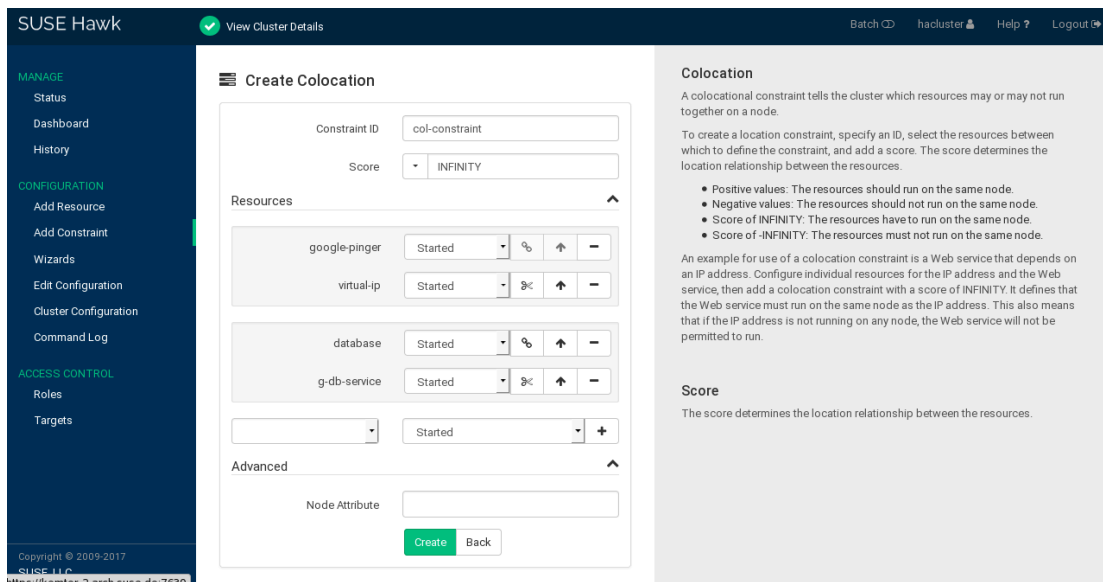 SUSE Hawk
View Cluster Details
Batch
hacluster
Help ?
Logout
MANAGE
Status
Dashboard
History
CONFIGURATION
Add Resource
Add Constraint
Wizards
Edit Configuration
Cluster Configuration
Command Log
ACCESS CONTROL
Roles
Targets
Copyright © 2009-2017
SUSE, LLC
Create Colocation
Constraint ID
col-constraint
Score
INFINITY
Resources
google-pinger
Started
virtual-ip
Started
database
Started
g-db-service
Started
Started
Advanced
Node Attribute
Create
Back
Colocation
A colocational constraint tells the cluster which resources may or may not run
together on a node.
To create a location constraint, specify an ID, select the resources between
which to define the constraint, and add a score. The score determines the
location relationship between the resources.
• Positive values: The resources should run on the same node.
• Negative values: The resources should not run on the same node.
• Score of INFINITY: The resources have to run on the same node.
• Score of -INFINITY: The resources must not run on the same node.
An example for use of a colocation constraint is a Web service that depends on
an IP address. Configure individual resources for the IP address and the Web
service, then add a colocation constraint with a score of INFINITY. It defines that
the Web service must run on the same node as the IP address. This also means
that if the IP address is not running on any node, the Web service will not be
permitted to run.
Score
The score determines the location relationship between the resources.